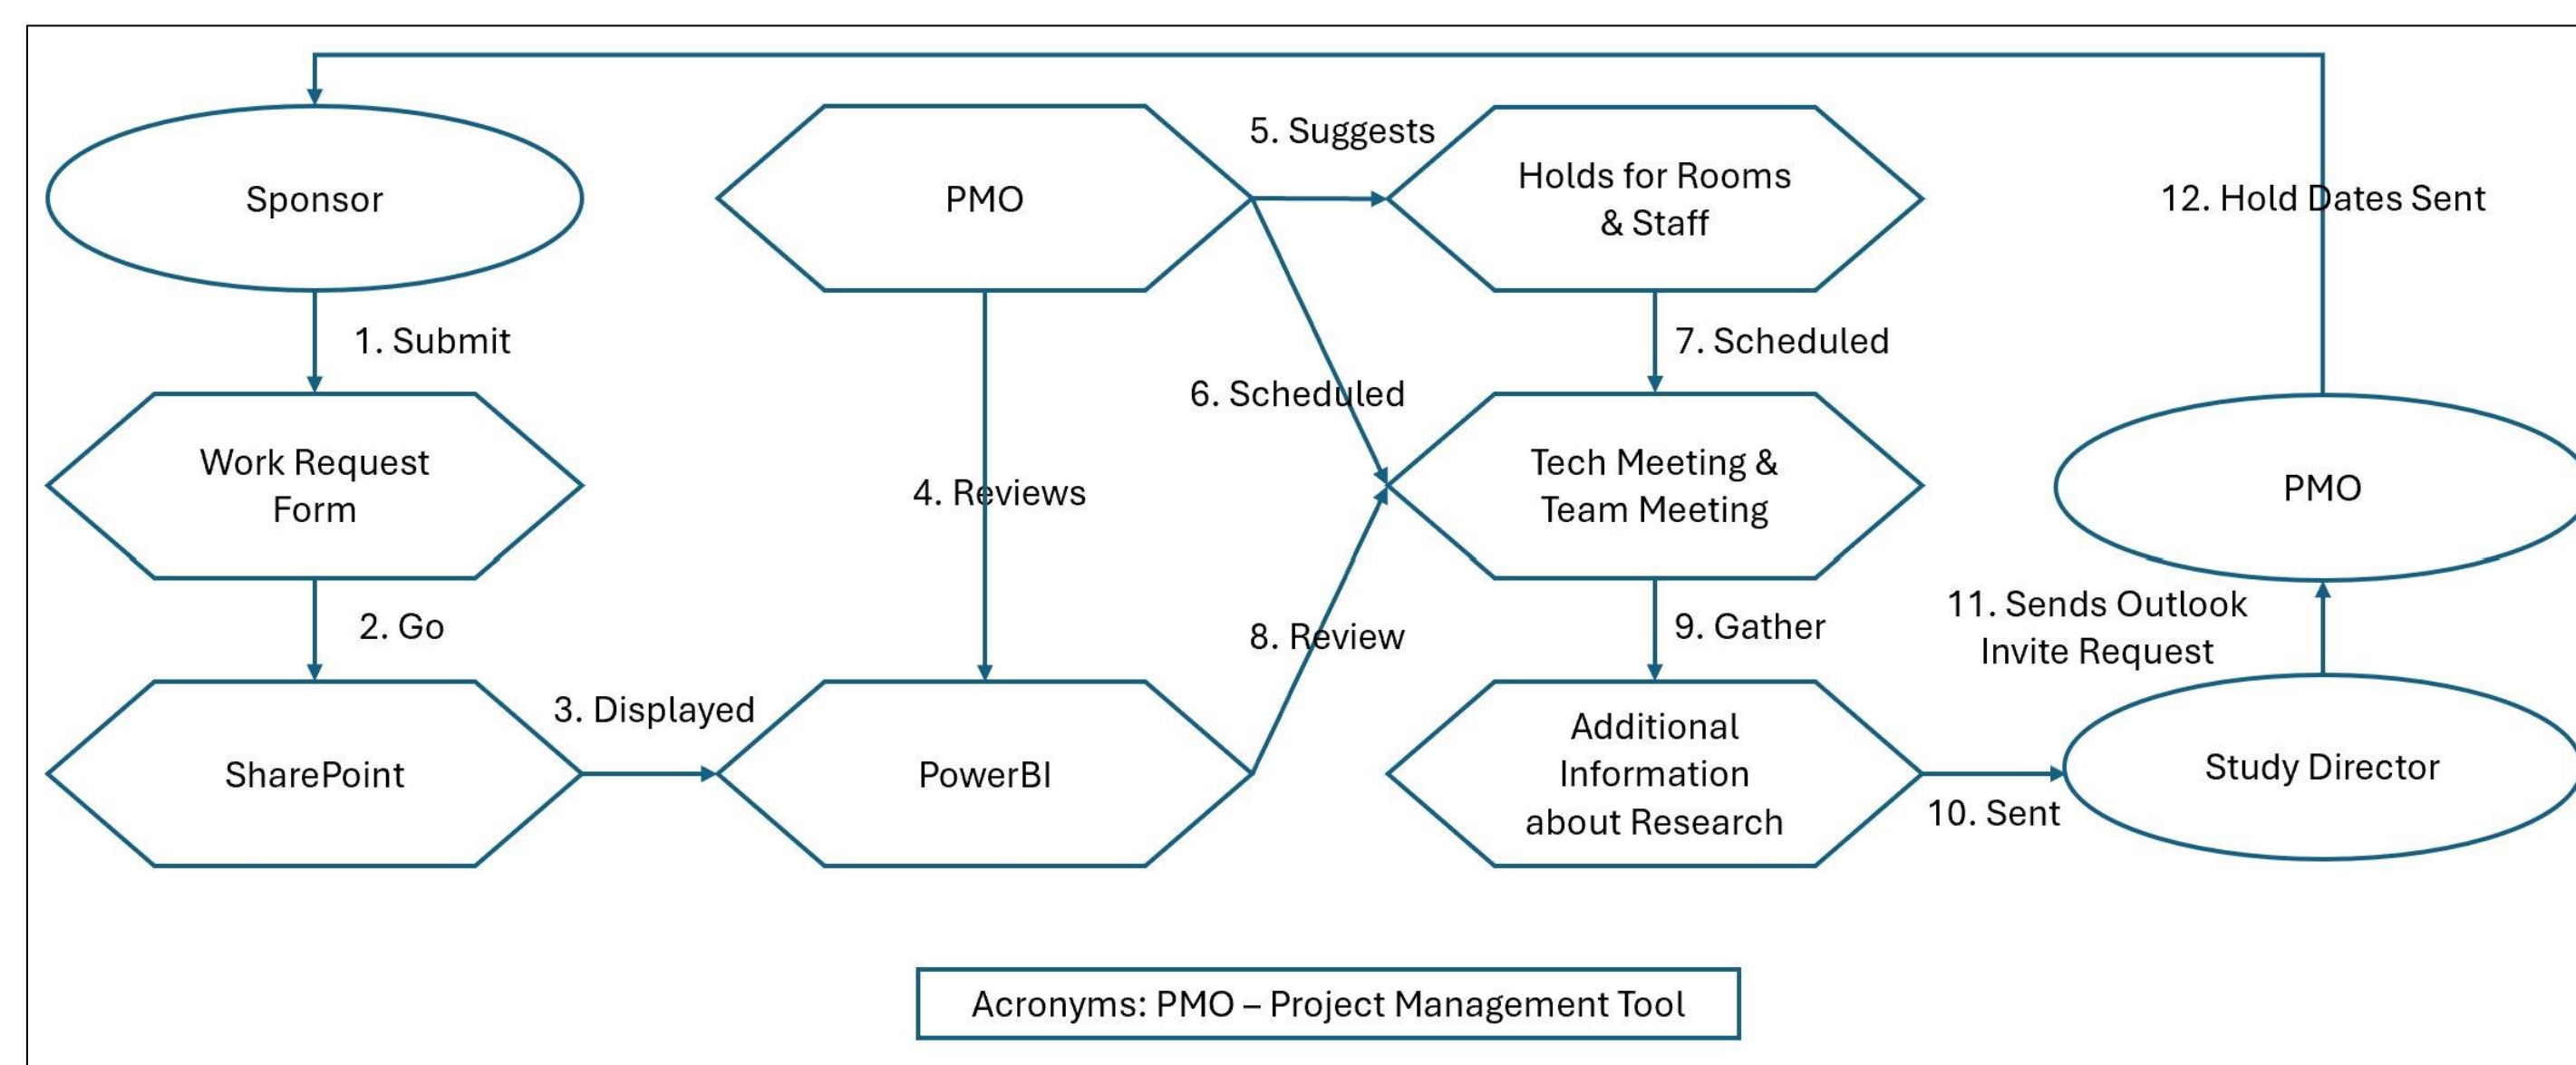 Sponsor
PMO
5. Suggests
Holds for Rooms
& Staff
12. Hold Dates Sent
1. Submit
7. Scheduled
6. Scheduled
Work Request
Form
4. Reviews
Tech Meeting &
Team Meeting
PMO
2. Go
8. Review
9. Gather
11. Sends Outlook
Invite Request
3. Displayed
SharePoint
PowerBI
Additional
Information
about Research
10. Sent
Study Director
Acronyms: PMO – Project Management Tool